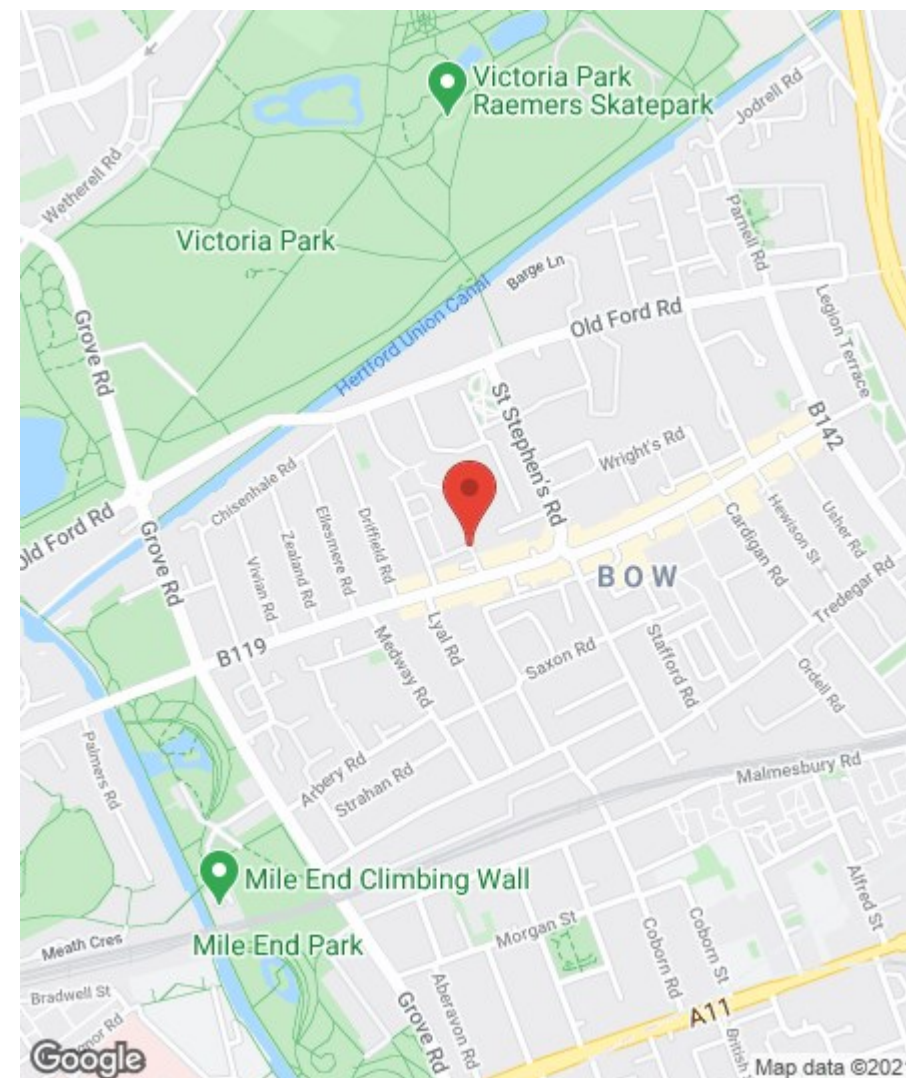 Victoria Park
Raemers Skatepark
Jodrell Rd
Wetherell Rd
Parnell Rd
Victoria Park
Barge Ln
Hertford Union Canal
Old Ford Rd
Legion Terrace
Grove Rd
St Stephen's Rd
B142
Wright's Rd
Chisenhale Rd
Old Ford Rd
Driffield Rd
Ellesmere Rd
Zealand Rd
Vivian Rd
Grove Rd
Cardigan Rd
Hewison St
Usher Rd
BOW
Tredegar Rd
B119
Lyal Rd
Medway Rd
Saxon Rd
Stafford Rd
Ordell Rd
Palmers Rd
Arbery Rd
Strahan Rd
Malmesbury Rd
Mile End Climbing Wall
Alfred St
Mile End Park
Meath Cres
Morgan St
Coborn Rd
Coborn St
Bradwell St
Aberavon Rd
Grove Rd
A11
British
Google
Map data ©202